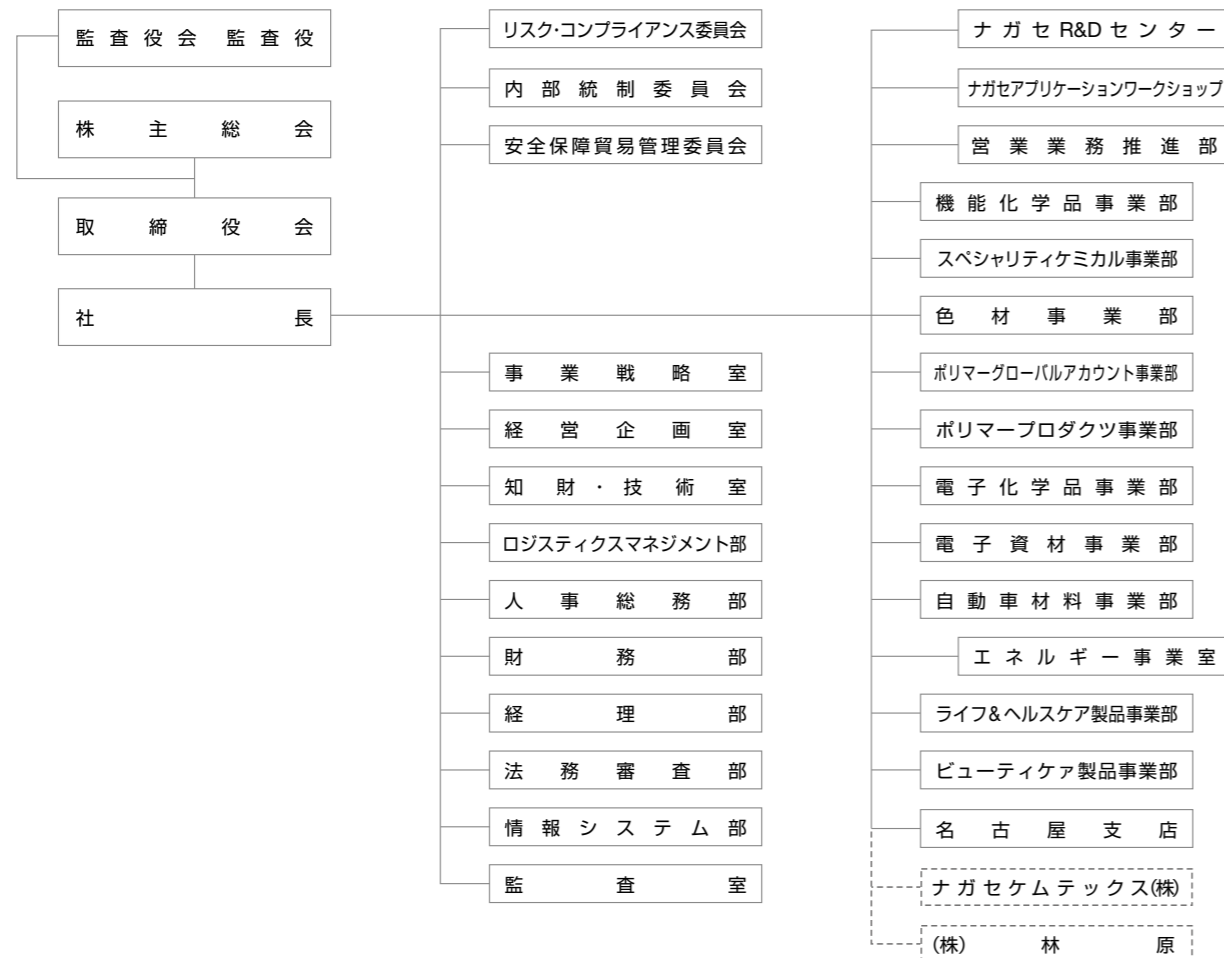 監査役会 監査役
株主総会
取締役会
社長
リスク・コンプライアンス委員会
内部統制委員会
安全保障貿易管理委員会
事業戦略室
経営企画室
知財・技術室
ロジスティクスマネジメント部
人事総務部
財務部
経理部
法務審査部
情報システム部
監査室
ナガセR&Dセンター
ナガセアプリケーションワークショップ
営業業務推進部
機能化学品事業部
スペシャリティケミカル事業部
色材事業部
ポリマーグローバルアカウント事業部
ポリマープロダクツ事業部
電子化学品事業部
電子資材事業部
自動車材料事業部
エネルギー事業室
ライフ&ヘルスケア製品事業部
ビューティケァ製品事業部
名古屋支店
ナガセケムテックス(株)
(株)林原